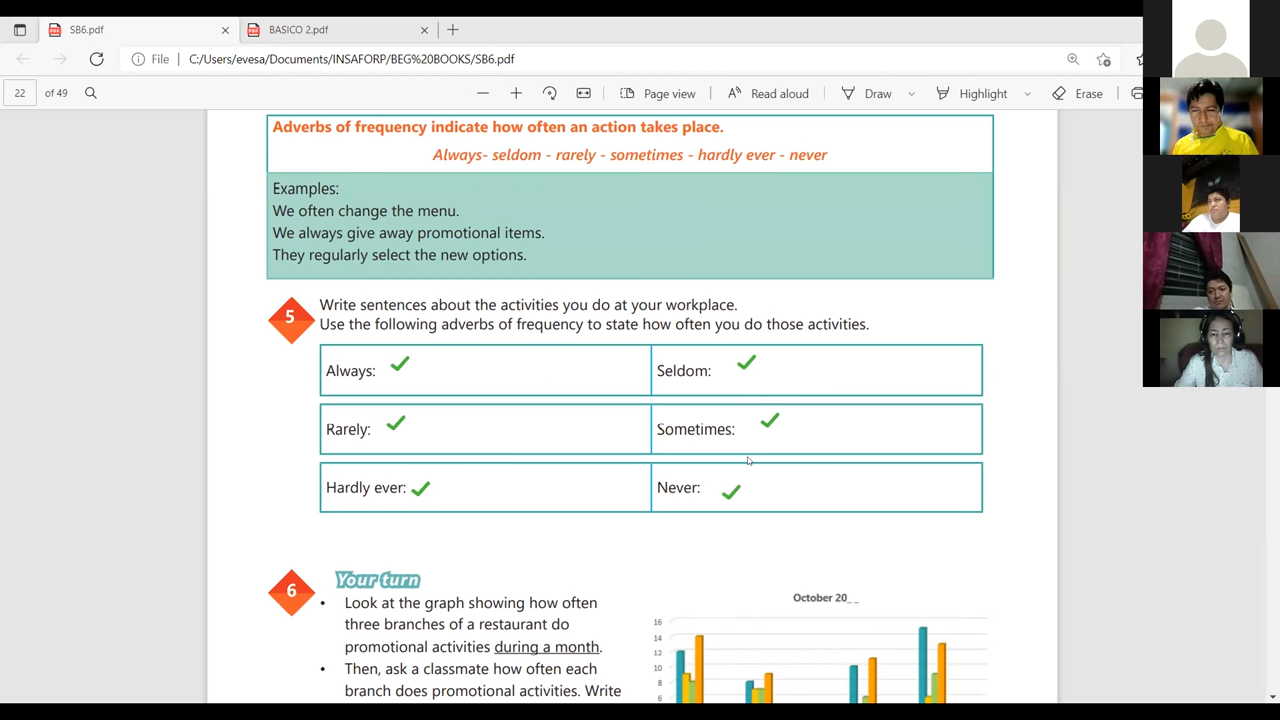 SB6.pdf
BASICO 2.pdf
File
C:/Users/evesa/Documents/INSAFORP/BEG%20BOOKS/SB6.pdf
22 of 49
Page view
Read aloud
Draw
Highlight
Erase
Adverbs of frequency indicate how often an action takes place.
Always- seldom - rarely - sometimes - hardly ever - never
Examples:
We often change the menu.
We always give away promotional items.
They regularly select the new options.
5
Write sentences about the activities you do at your workplace.
Use the following adverbs of frequency to state how often you do those activities.
Always:
Seldom:
Rarely:
Sometimes:
Hardly ever:
Never:
6
Your turn
• Look at the graph showing how often
three branches of a restaurant do
promotional activities during a month.
• Then, ask a classmate how often each
branch does promotional activities. Write
October 20_ _
16
14
12
10
8
6